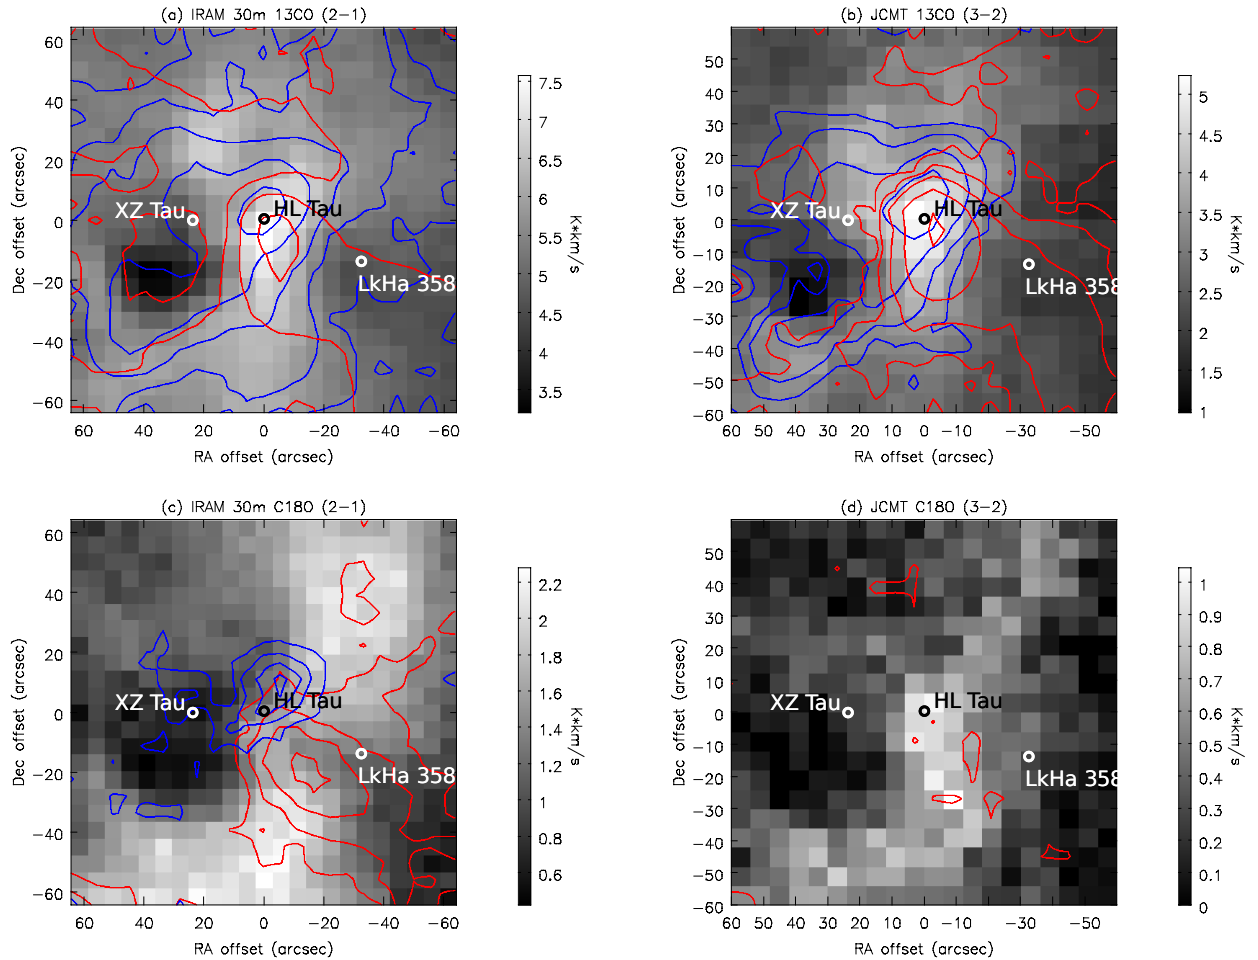 (a) IRAM 30m 13CO (2−1)
60
40
20
0
−20
−40
−60
Dec offset (arcsec)
XZ Tau
HL Tau
LkHa 358
60 40 20 0 −20 −40 −60
RA offset (arcsec)
7.5
7
6.5
6
5.5
5
4.5
4
3.5
K*km/s
(b) JCMT 13CO (3−2)
50
40
30
20
10
0
−10
−20
−30
−40
−50
−60
Dec offset (arcsec)
XZ Tau
HL Tau
LkHa 358
60 50 40 30 20 10 0 −10 −20 −30 −40 −50
RA offset (arcsec)
5
4.5
4
3.5
3
2.5
2
1.5
1
K*km/s
(c) IRAM 30m C18O (2−1)
60
40
20
0
−20
−40
−60
Dec offset (arcsec)
XZ Tau
HL Tau
LkHa 358
60 40 20 0 −20 −40 −60
RA offset (arcsec)
2.2
2
1.8
1.6
1.4
1.2
1
0.8
0.6
K*km/s
(d) JCMT C18O (3−2)
50
40
30
20
10
0
−10
−20
−30
−40
−50
−60
Dec offset (arcsec)
XZ Tau
HL Tau
LkHa 358
60 50 40 30 20 10 0 −10 −20 −30 −40 −50
RA offset (arcsec)
1
0.9
0.8
0.7
0.6
0.5
0.4
0.3
0.2
0.1
0
K*km/s